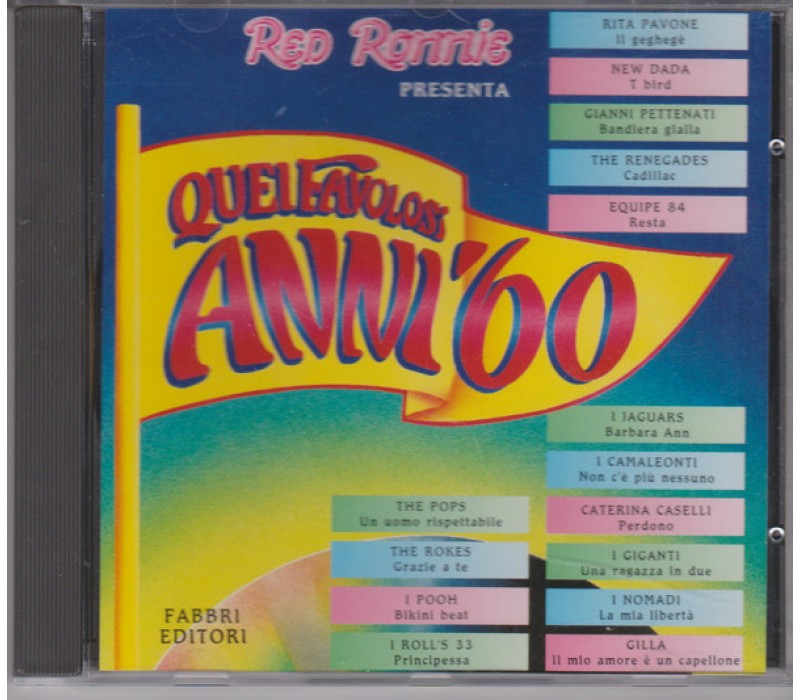 RED RONNIE
PRESENTA
QUEI FAVOLOSI
ANNI '60
RITA PAVONE
Il geghegè
NEW DADA
T bird
GIANNI PETTENATI
Bandiera gialla
THE RENEGADES
Cadillac
EQUIPE 84
Resta
I JAGUARS
Barbara Ann
I CAMALEONTI
Non c'è più nessuno
CATERINA CASELLI
Perdono
I GIGANTI
Una ragazza in due
I NOMADI
La mia libertà
GILLA
Il mio amore è un capellone
THE POPS
Un uomo rispettabile
THE ROKES
Grazie a te
I POOH
Bikini beat
I ROLL'S 33
Principessa
FABBRI
EDITORI